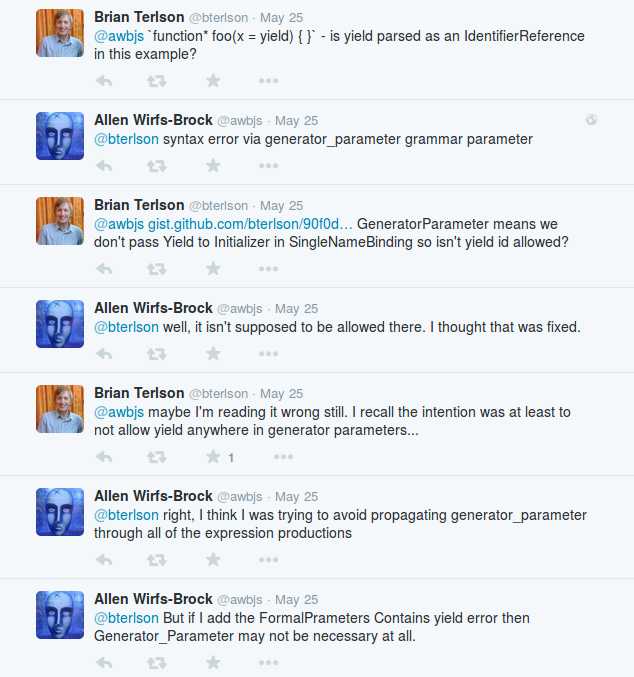 Brian Terlson @bterlson · May 25
@awbjs `function* foo(x = yield) { }` - is yield parsed as an IdentifierReference
in this example?
Allen Wirfs-Brock @awbjs · May 25
@bterlson syntax error via generator_parameter grammar parameter
Brian Terlson @bterlson · May 25
@awbjs gist.github.com/bterlson/90f0d... GeneratorParameter means we
don't pass Yield to Initializer in SingleNameBinding so isn't yield id allowed?
Allen Wirfs-Brock @awbjs · May 25
@bterlson well, it isn't supposed to be allowed there. I thought that was fixed.
Brian Terlson @bterlson · May 25
@awbjs maybe I'm reading it wrong still. I recall the intention was at least to
not allow yield anywhere in generator parameters...
1
Allen Wirfs-Brock @awbjs · May 25
@bterlson right, I think I was trying to avoid propagating generator_parameter
through all of the expression productions
Allen Wirfs-Brock @awbjs · May 25
@bterlson But if I add the FormalPrameters Contains yield error then
Generator_Parameter may not be necessary at all.